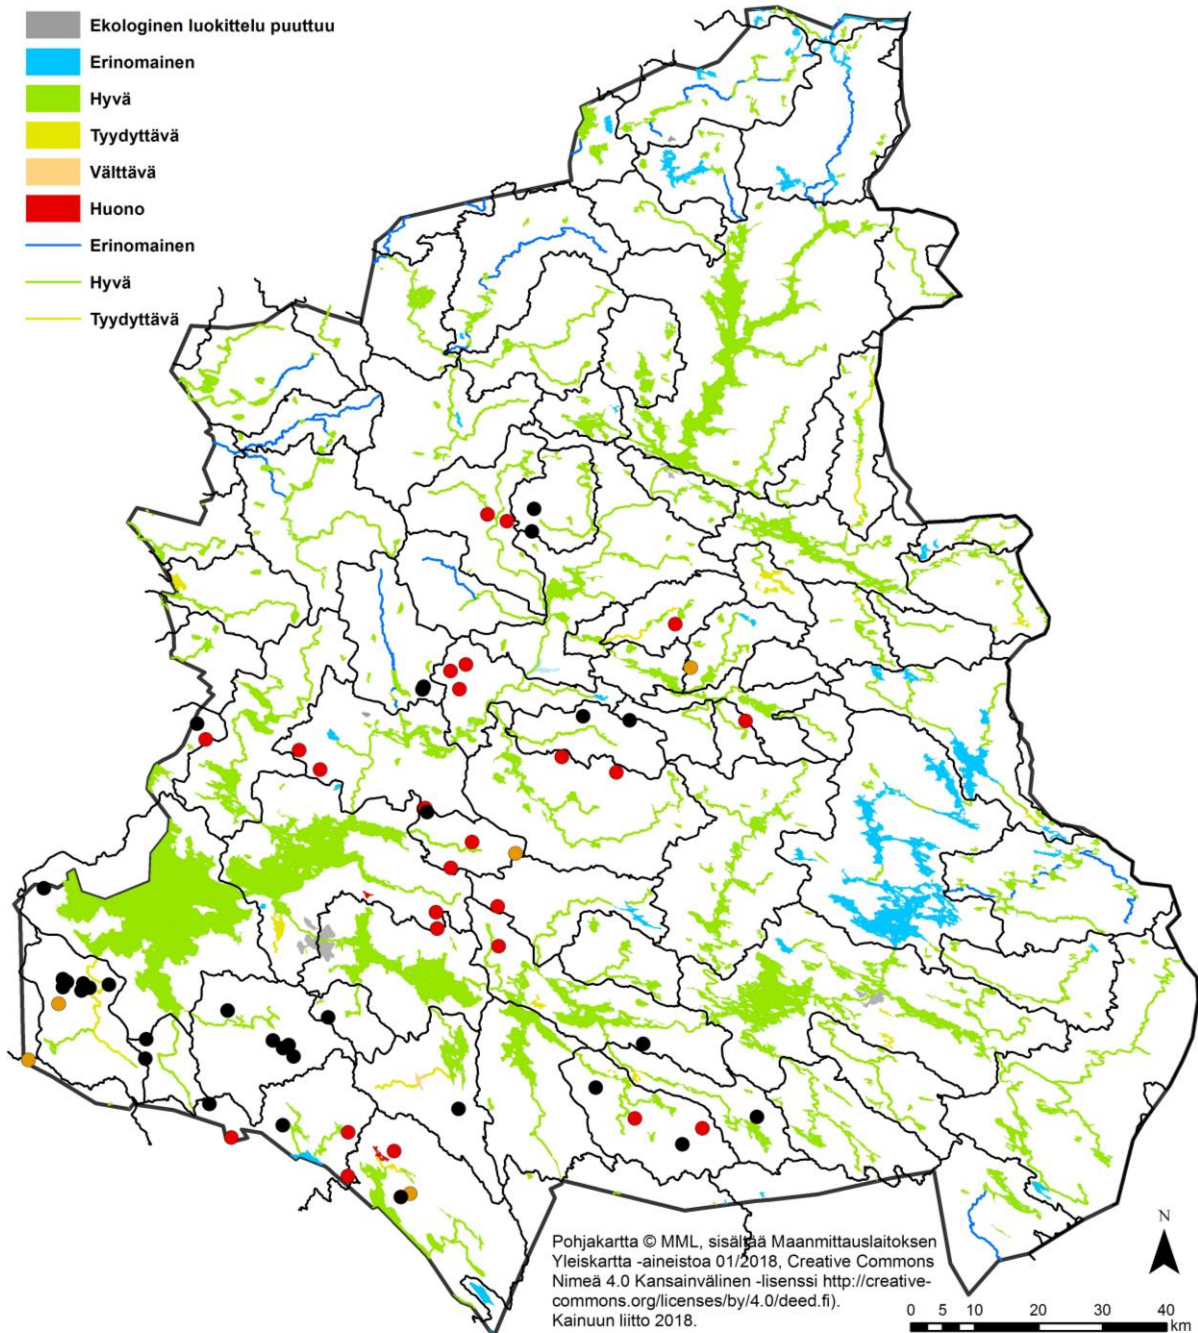 Ekologinen luokittelu puuttuu
Erinomainen
Hyvä
Tyydyttävä
Välttävä
Huono
Erinomainen
Hyvä
Tyydyttävä
Pohjakartta © MML, sisältää Maanmittauslaitoksen
Yleiskartta -aineistoa 01/2018, Creative Commons
Nimeä 4.0 Kansainvälinen -lisenssi http://creative-
commons.org/licenses/by/4.0/deed.fi).
Kainuun liitto 2018.
N
0 5 10 20 30 40
km